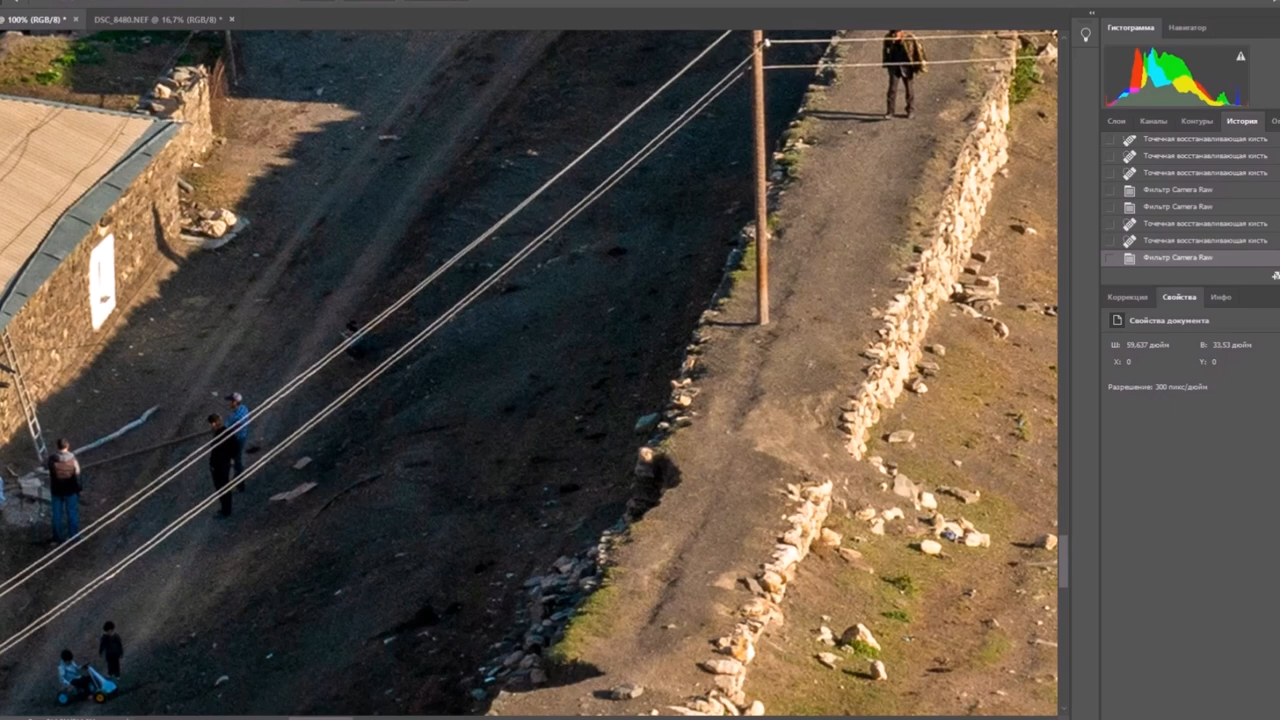 @ 100% (RGB/8) * ×
DSC_8480.NEF @ 16,7% (RGB/8) * ×
Гистограмма Навигатор
Слои Каналы Контуры История
Точечная восстанавливающая кисть
Точечная восстанавливающая кисть
Точечная восстанавливающая кисть
Фильтр Camera Raw
Фильтр Camera Raw
Точечная восстанавливающая кисть
Точечная восстанавливающая кисть
Фильтр Camera Raw
Коррекция Свойства Инфо
Свойства документа
Ш: 59,637 дюйм В: 33,53 дюйм
X: 0 Y: 0
Разрешение: 300 пикс/дюйм